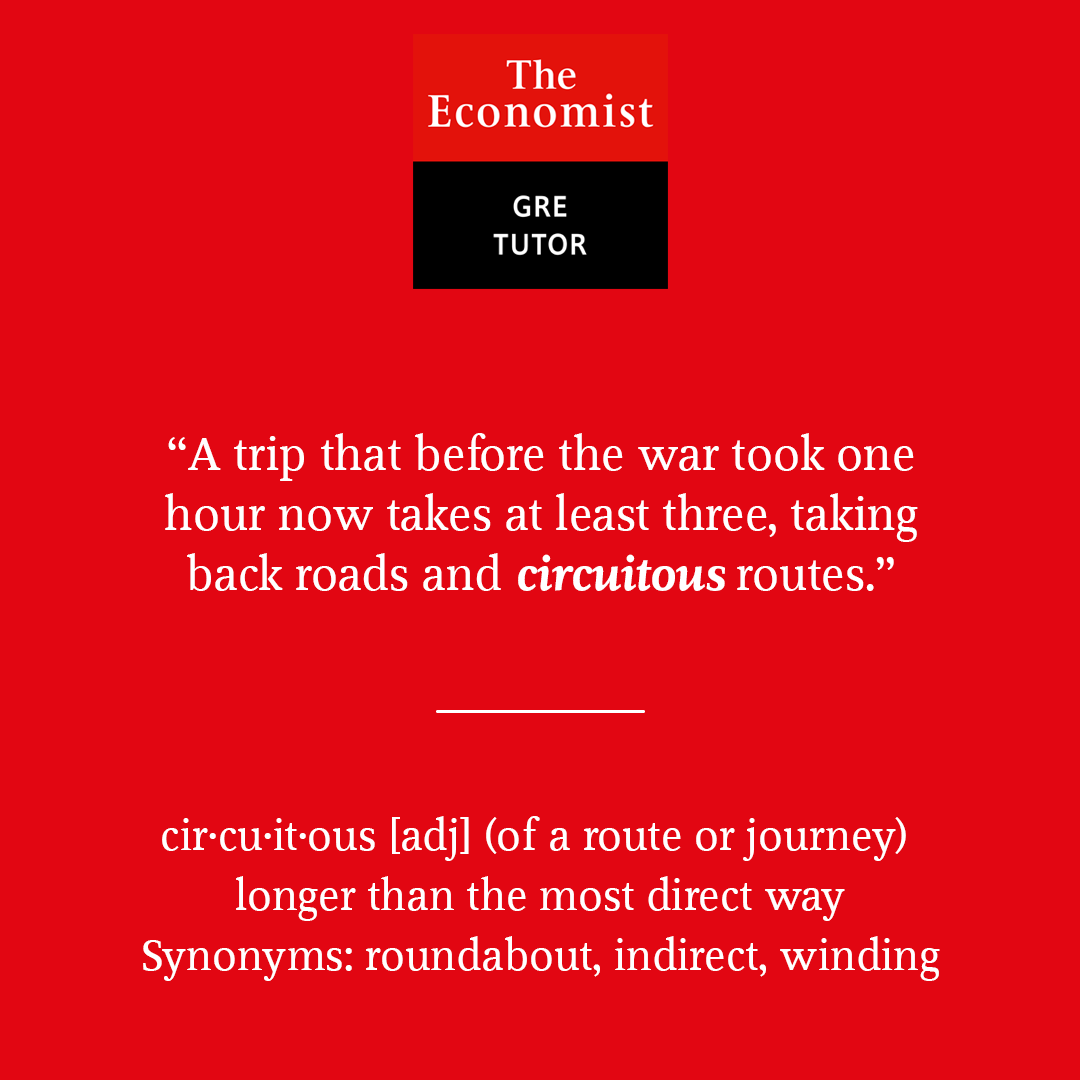 The
Economist
GRE
TUTOR
“A trip that before the war took one
hour now takes at least three, taking
back roads and circuitous routes.”
cir·cu·it·ous [adj] (of a route or journey)
longer than the most direct way
Synonyms: roundabout, indirect, winding